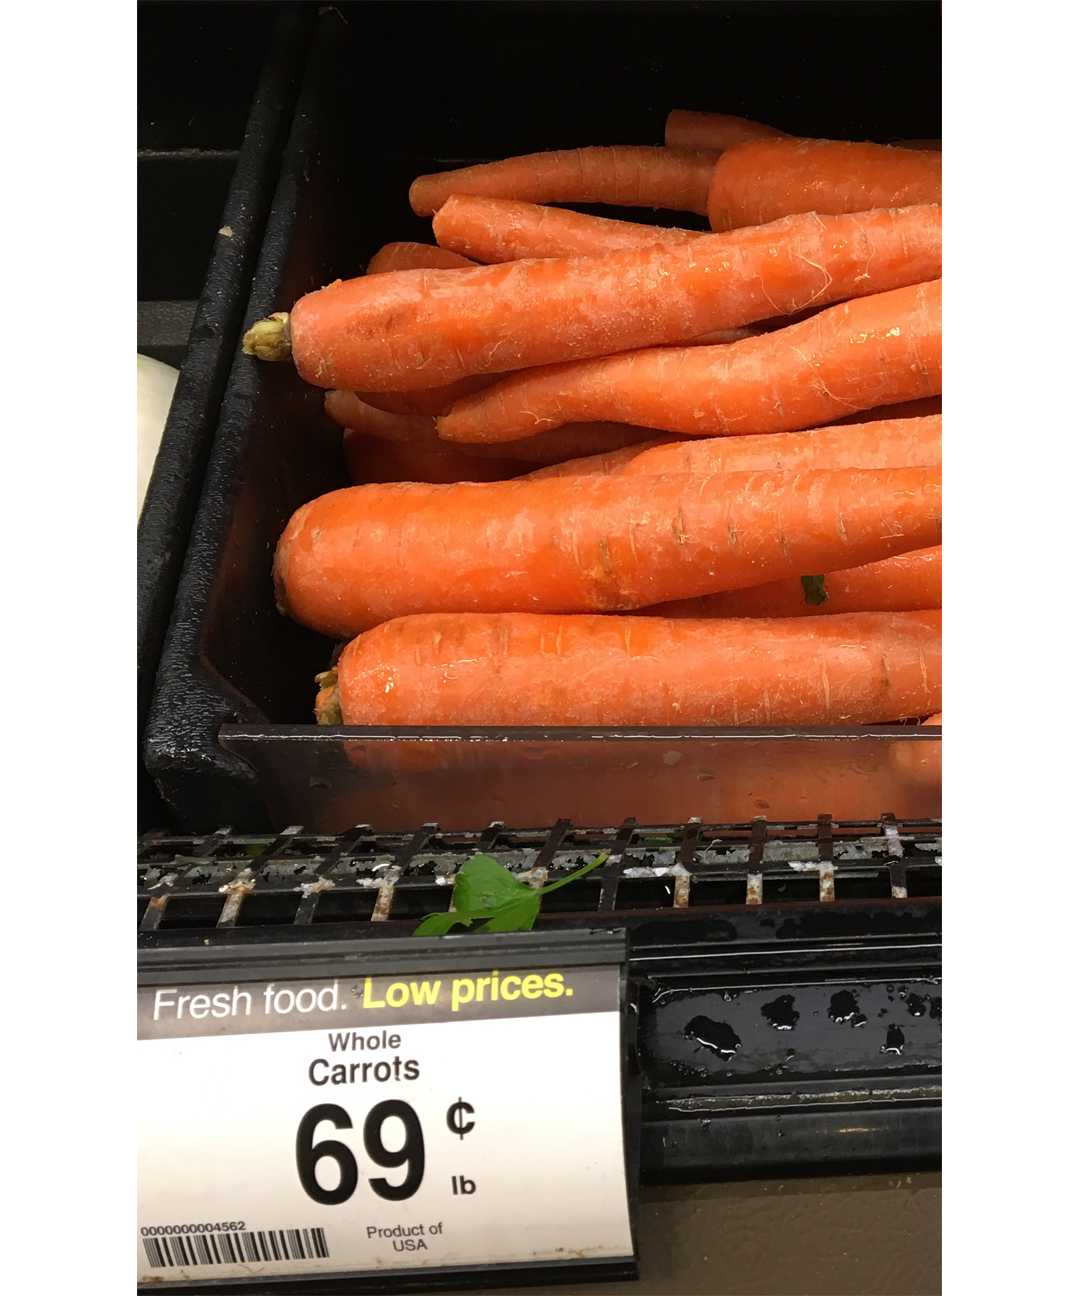 Fresh food. Low prices.
Whole
Carrots
69 ¢
lb
0000000004562
Product of
USA